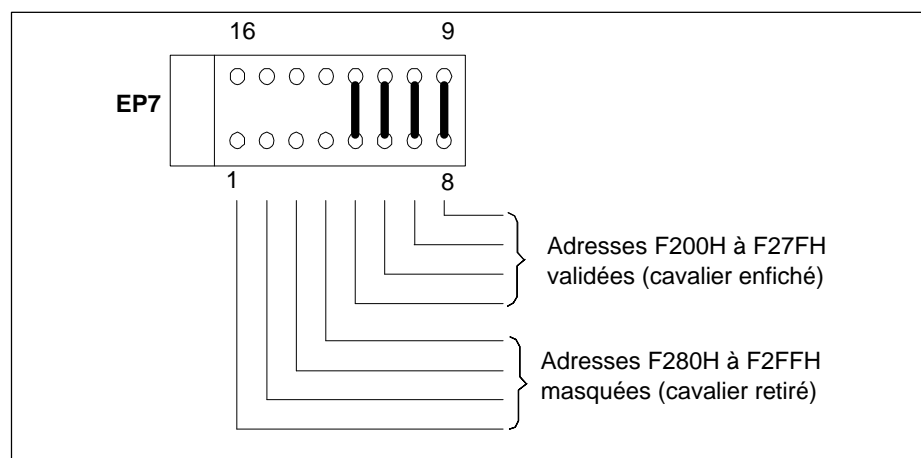 16 9
EP7
1 8
Adresses F200H à F27FH
validées (cavalier enfiché)
Adresses F280H à F2FFH
masquées (cavalier retiré)